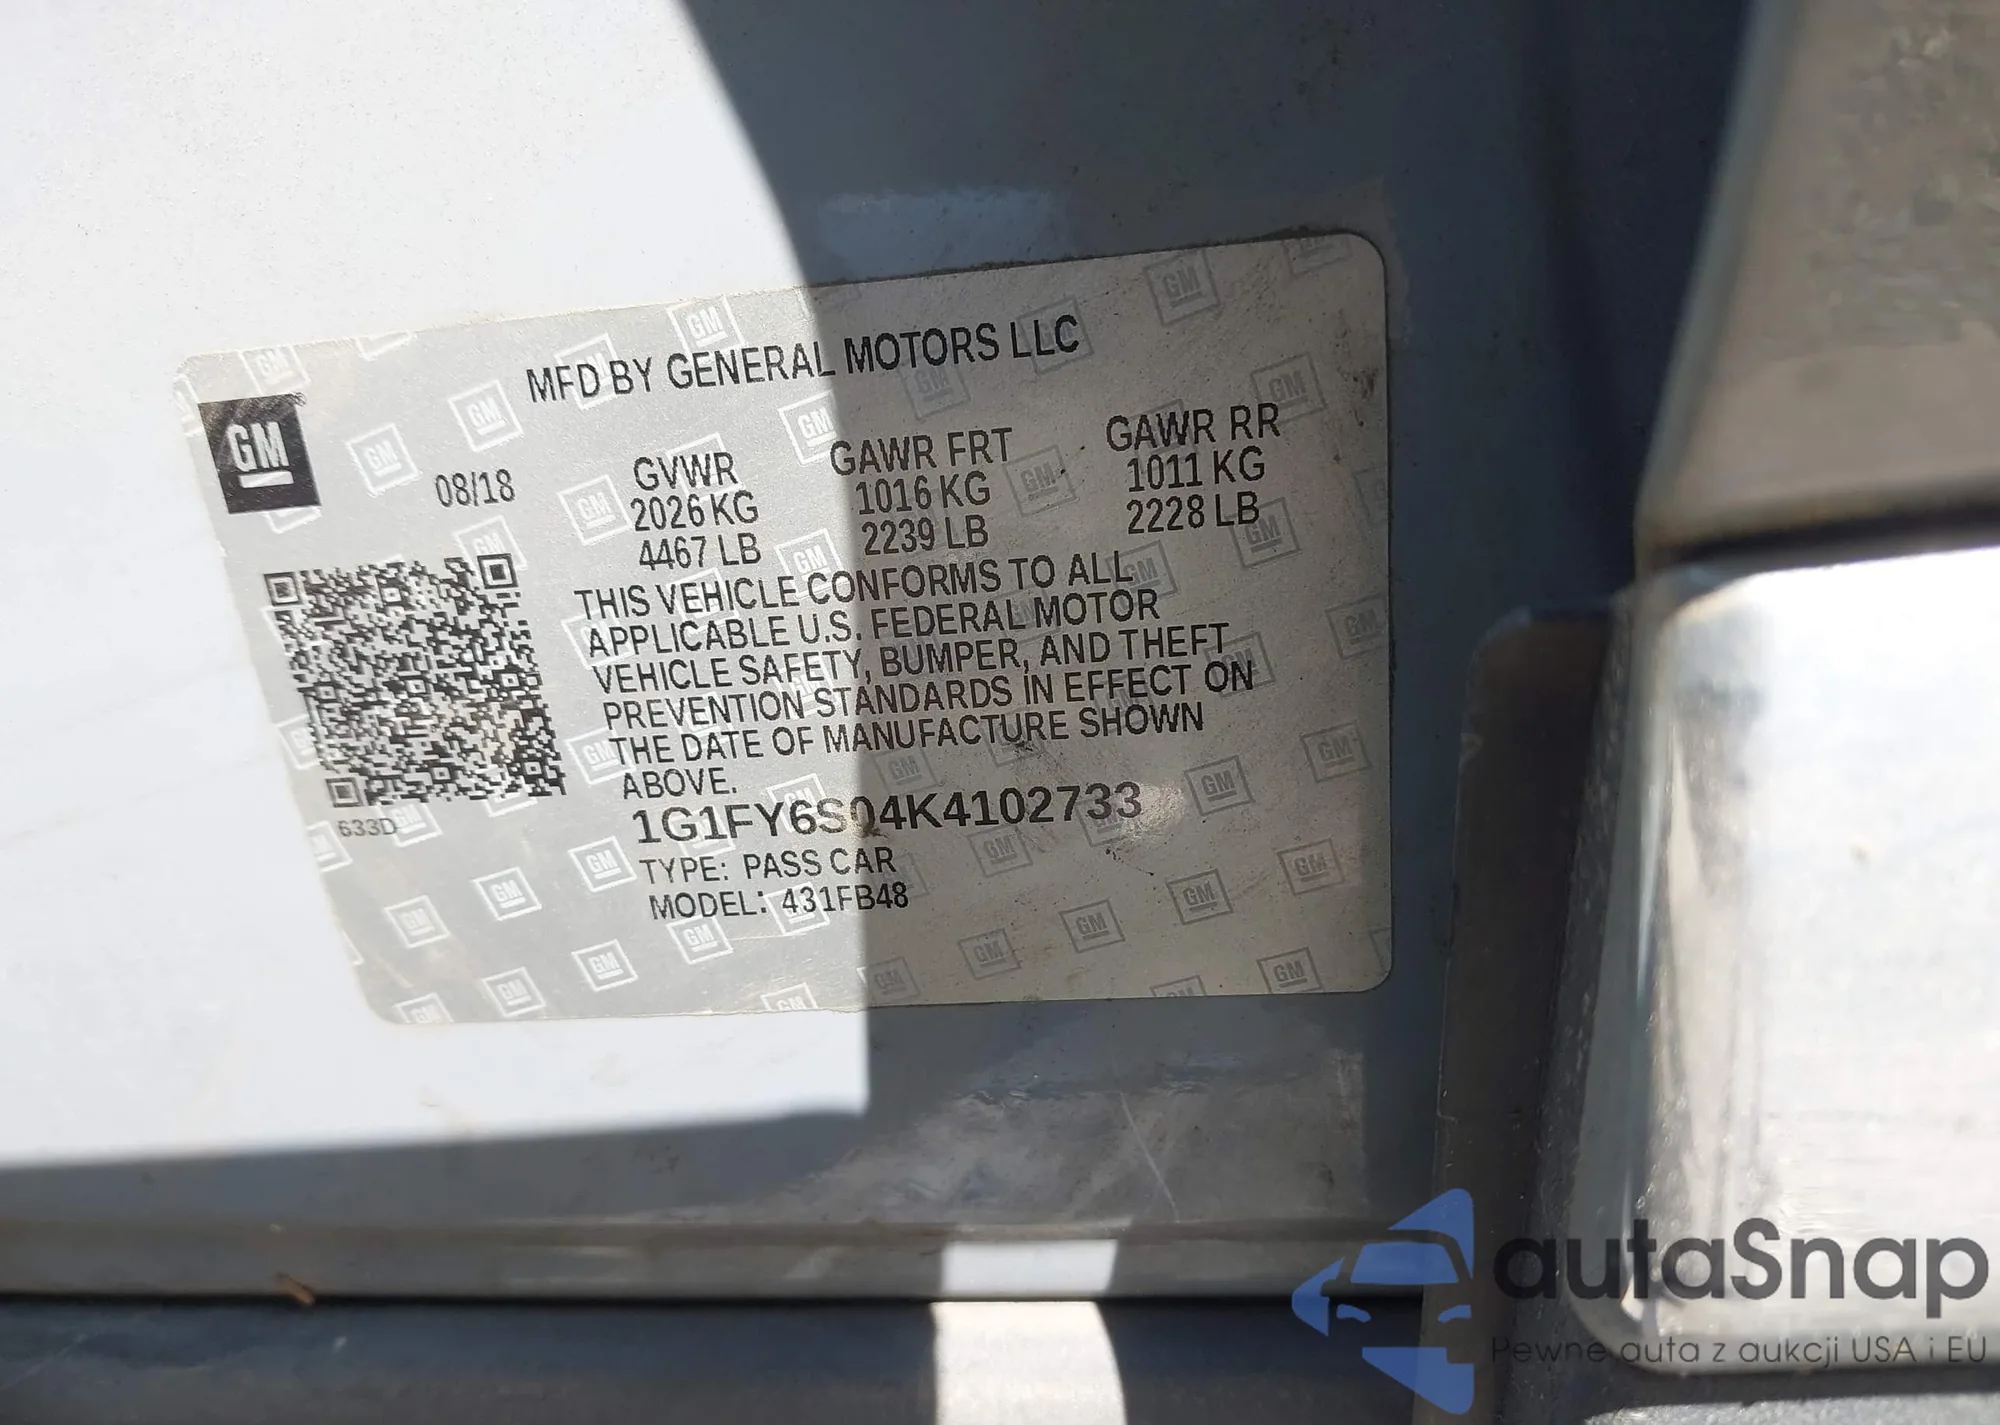 MFD BY GENERAL MOTORS LLC
GM
08/18
GVWR
2026 KG
4467 LB
GAWR FRT
1016 KG
2239 LB
GAWR RR
1011 KG
2228 LB
THIS VEHICLE CONFORMS TO ALL
APPLICABLE U.S. FEDERAL MOTOR
VEHICLE SAFETY, BUMPER, AND THEFT
PREVENTION STANDARDS IN EFFECT ON
THE DATE OF MANUFACTURE SHOWN
ABOVE.
633D
1G1FY6S04K4102733
TYPE: PASS CAR
MODEL: 431FB48
autaSnap
Pewne auta z aukcji USA i EU